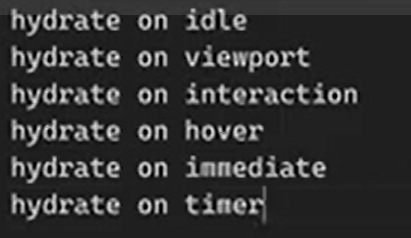 hydrate on idle
hydrate on viewport
hydrate on interaction
hydrate on hover
hydrate on immediate
hydrate on timer